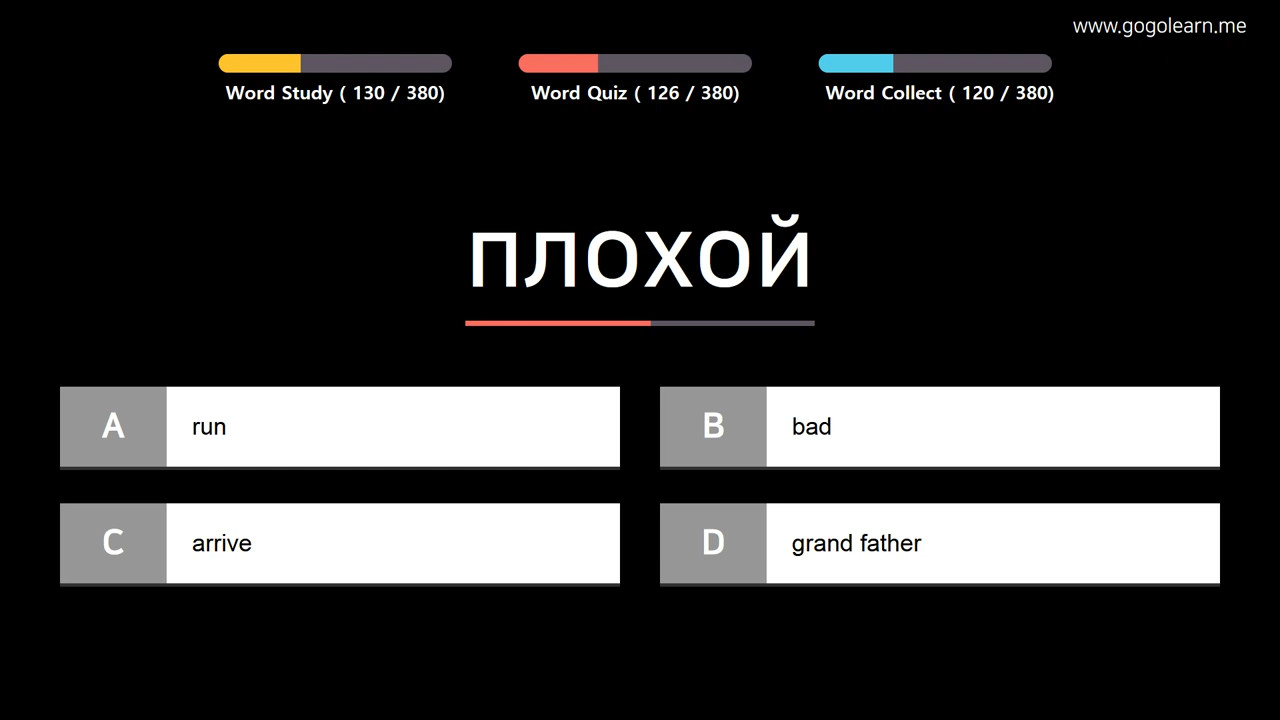 www.gogolearn.me
Word Study ( 130 / 380)
Word Quiz ( 126 / 380)
Word Collect ( 120 / 380)
плохой
A run
B bad
C arrive
D grand father